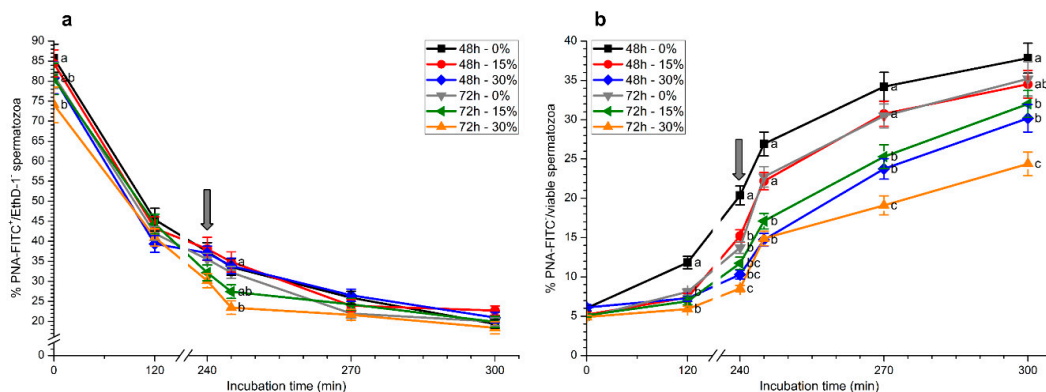 a
90
85
80
75
70
65
60
55
50
45
40
35
30
25
20
0
% PNA-FITC+/EthD-1- spermatozoa
a
ab
b
a
ab
b
48h - 0%
48h - 15%
48h - 30%
72h - 0%
72h - 15%
72h - 30%
0 120 240 270 300
Incubation time (min)
b
40
35
30
25
20
15
10
5
0
% PNA-FITC-/viable spermatozoa
48h - 0%
48h - 15%
48h - 30%
72h - 0%
72h - 15%
72h - 30%
a
b
b
a
b
b
bc
bc
c
a
a
b
b
a
a
b
b
c
a
ab
b
b
c
0 120 240 270 300
Incubation time (min)